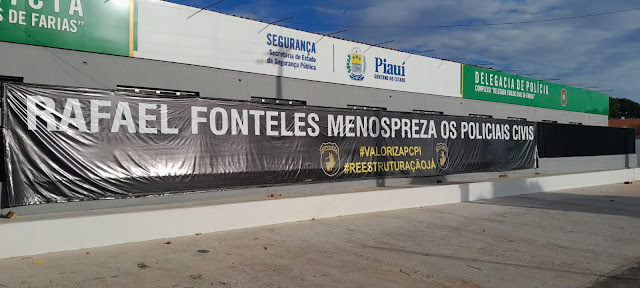 S DE FARIAS”
SEGURANÇA
Secretaria de Estado
da Segurança Pública
Piauí
GOVERNO DO ESTADO
DELEGACIA DE POLÍCIA
RAFAEL FONTELES MENOSPREZA OS POLICIAIS CIVIS
#VALORIZAPCPI
#REESTRUTURAÇÃOJÁ